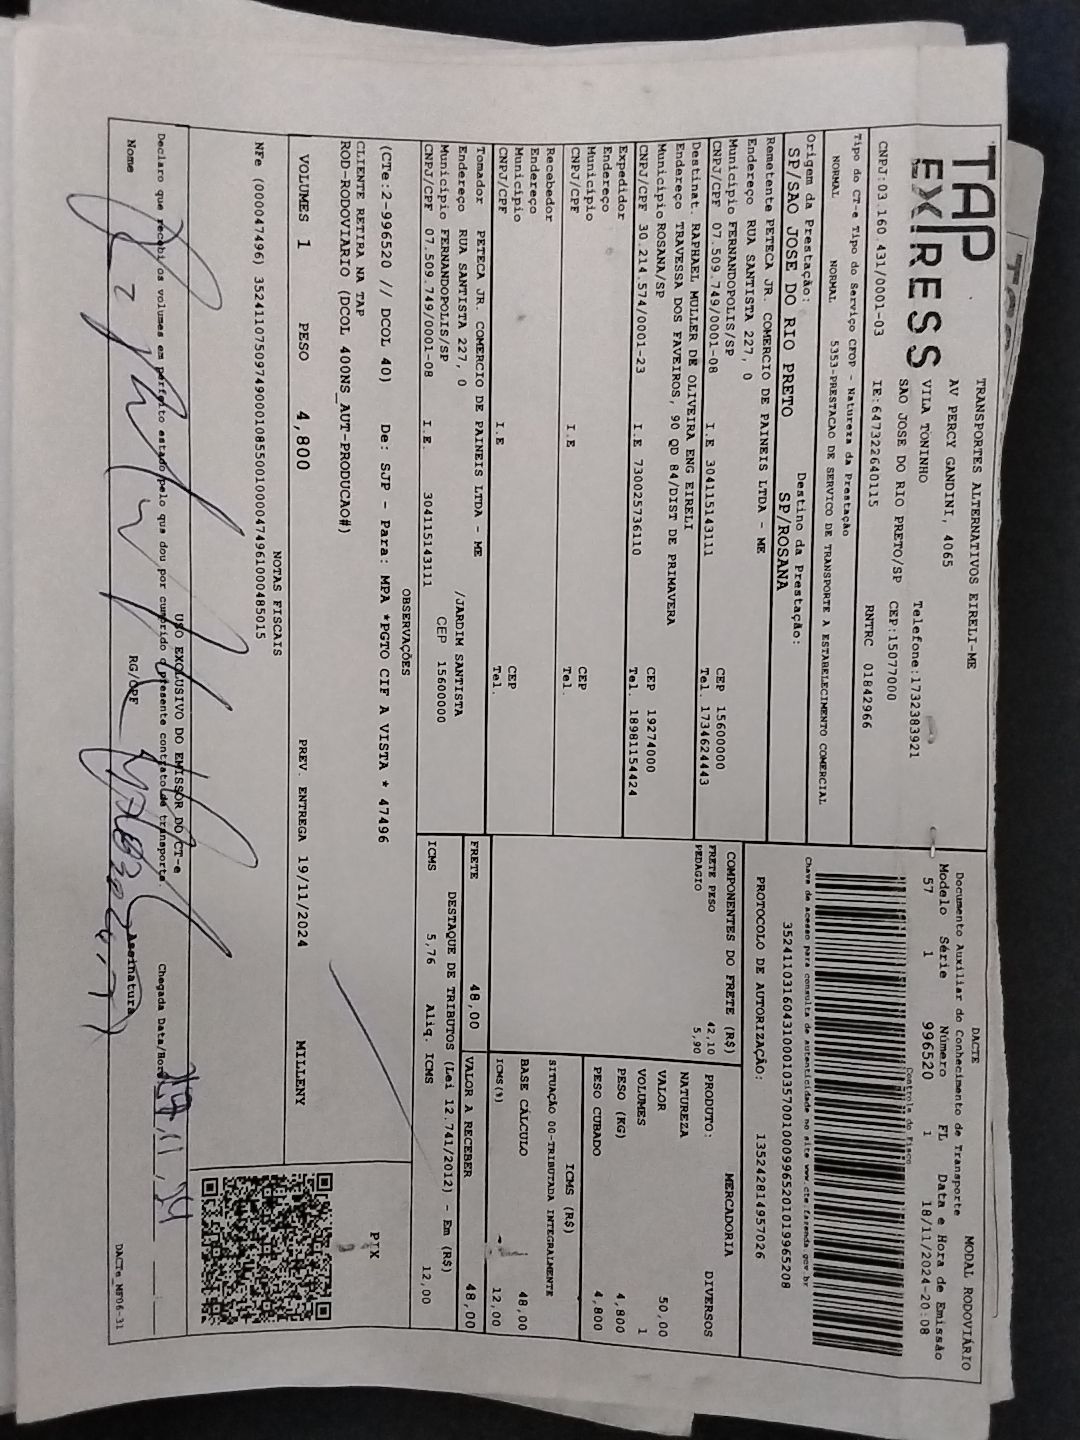 TAP
EXPRESS
TRANSPORTES ALTERNATIVOS EIRELI-ME
AV PERCY GANDINI, 4065
VILA TONINHO
Telefone:1732383921
SAO JOSE DO RIO PRETO/SP
CEP:15077000
CNPJ:03.160.431/0001-03
IE:647322640115
RNTRC 01842966
Tipo do CT-e Tipo do Serviço CFOP - Natureza da Prestação
NORMAL NORMAL 5353-PRESTACAO DE SERVICO DE TRANSPORTE A ESTABELECIMENTO COMERCIAL
Origem da Prestação: Destino da Prestação:
SP/SAO JOSE DO RIO PRETO SP/ROSANA
Remetente PETECA JR. COMERCIO DE PAINEIS LTDA - ME
Endereço RUA SANTISTA 227, 0
Município FERNANDOPOLIS/SP CEP 15600000
CNPJ/CPF 07.509.749/0001-08 I.E 304115143111 Tel. 1734624443
Destinat. RAPHAEL MULLER DE OLIVEIRA ENG EIRELI
Endereço TRAVESSA DOS FAVEIROS, 90 QD 84/DIST DE PRIMAVERA
Município ROSANA/SP CEP 19274000
CNPJ/CPF 30.214.574/0001-23 I.E 730025736110 Tel. 18981154424
Expedidor
Endereço
Município CEP
CNPJ/CPF I.E Tel.
Recebedor
Endereço
Município CEP
CNPJ/CPF I.E Tel.
Tomador PETECA JR. COMERCIO DE PAINEIS LTDA - ME
Endereço RUA SANTISTA 227, 0 /JARDIM SANTISTA
Município FERNANDOPOLIS/SP CEP 15600000
CNPJ/CPF 07.509.749/0001-08 I.E. 304115143111
DACTE MODAL RODOVIÁRIO
Documento Auxiliar do Conhecimento de Transporte
Modelo Série Número FL Data e Hora de Emissão
57 1 996520 1 18/11/2024-20:08
Controle do Fisco
Chave de acesso para consulta de autenticidade no site www.cte.fazenda.gov.br
35241103160431000103570010009965201019965208
PROTOCOLO DE AUTORIZAÇÃO: 135242814957026
COMPONENTES DO FRETE (R$)
FRETE PESO 42,10
PEDAGIO 5,90
MERCADORIA
PRODUTO: DIVERSOS
NATUREZA
VALOR 50,00
VOLUMES 1
PESO (KG) 4,800
PESO CUBADO 4,800
ICMS (R$)
SITUAÇÃO 00-TRIBUTADA INTEGRALMENTE
BASE CÁLCULO 48,00
ICMS(%) 12,00
FRETE 48,00 VALOR A RECEBER 48,00
DESTAQUE DE TRIBUTOS (Lei 12.741/2012) - Em (R$)
ICMS 5,76 Aliq. ICMS 12,00
OBSERVAÇÕES
(CTe:2-996520 // DCOL 40) De: SJP - Para: MPA *PGTO CIF A VISTA * 47496
CLIENTE RETIRA NA TAP
ROD-RODOVIARIO (DCOL 400NS_AUT-PRODUCAO#)
PIX
VOLUMES 1 PESO 4,800 PREV. ENTREGA 19/11/2024 MILLENY
NOTAS FISCAIS
NFe (000047496) 35241107509749000108550010000474961000485015
USO EXCLUSIVO DO EMISSOR DO CT-e
Declaro que recebi os volumes em perfeito estado pelo que dou por cumprido o presente contrato de transporte.
Chegada Data/Hora
Nome RG/CPF Assinatura
DACTe_MF06-31